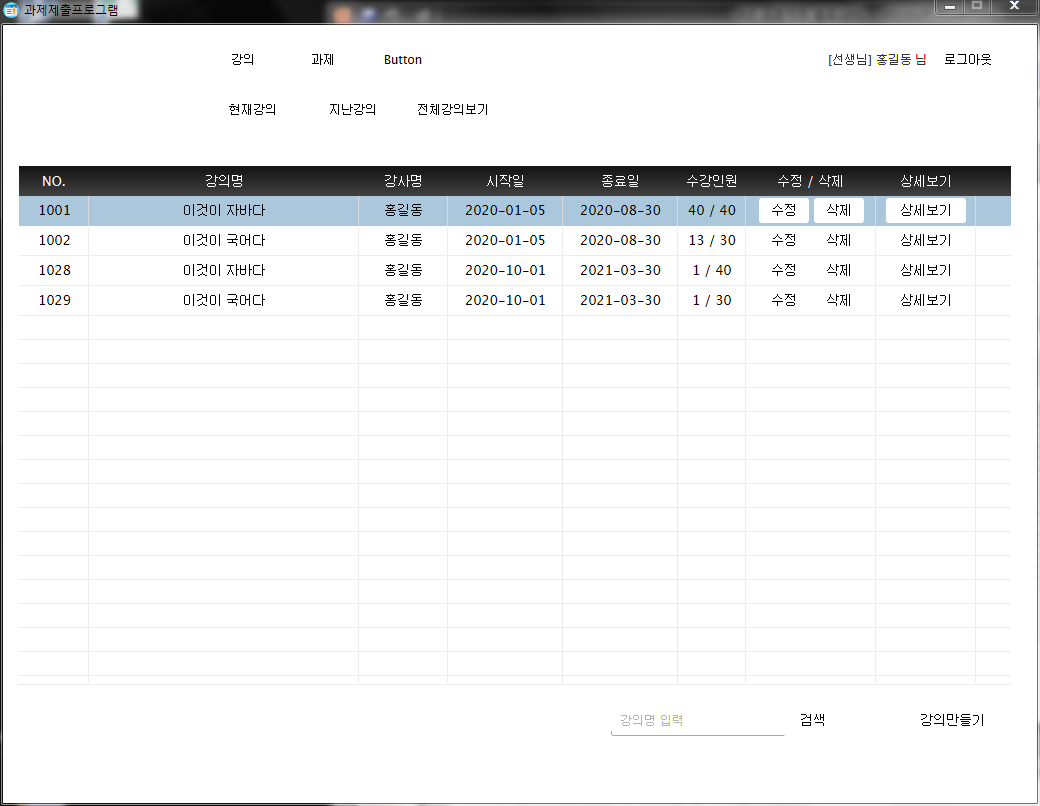 과제제출프로그램
강의 과제 Button [선생님] 홍길동 님 로그아웃
현재강의 지난강의 전체강의보기
NO. 강의명 강사명 시작일 종료일 수강인원 수정 / 삭제 상세보기
1001 이것이 자바다 홍길동 2020-01-05 2020-08-30 40 / 40 수정 삭제 상세보기
1002 이것이 국어다 홍길동 2020-01-05 2020-08-30 13 / 30 수정 삭제 상세보기
1028 이것이 자바다 홍길동 2020-10-01 2021-03-30 1 / 40 수정 삭제 상세보기
1029 이것이 국어다 홍길동 2020-10-01 2021-03-30 1 / 30 수정 삭제 상세보기
강의명 입력 검색 강의만들기